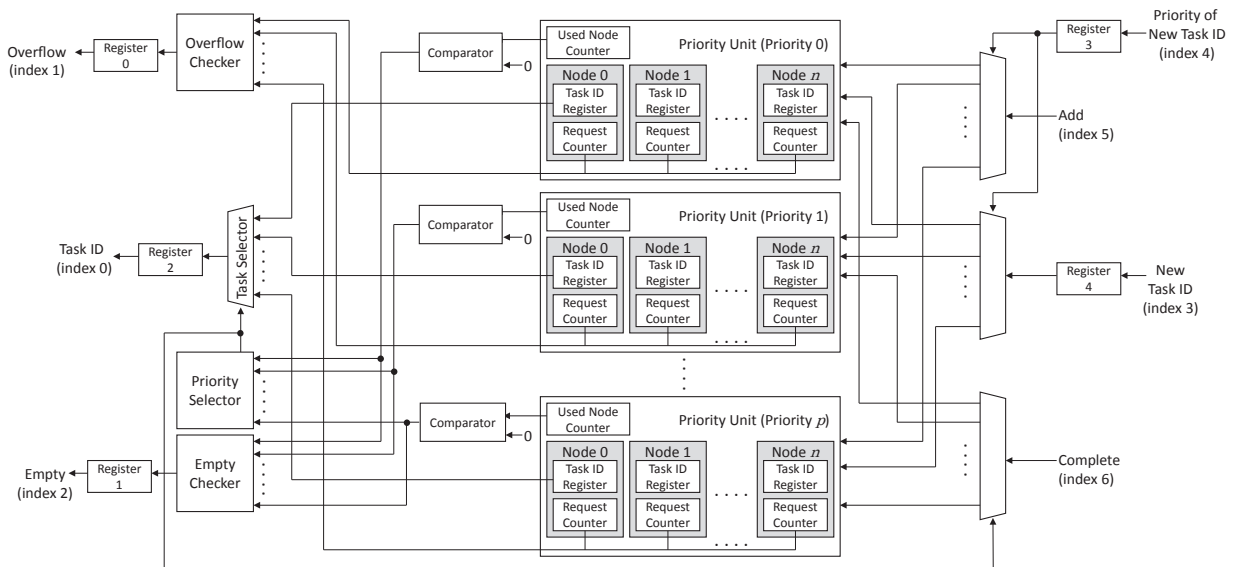 Overflow
(index 1)
Register
0
Overflow
Checker
Comparator
0
Used Node
Counter
Priority Unit (Priority 0)
Node 0
Task ID
Register
Request
Counter
Node 1
Task ID
Register
Request
Counter
. . . .
. . . .
Node n
Task ID
Register
Request
Counter
Register
3
Priority of
New Task ID
(index 4)
Add
(index 5)
Task ID
(index 0)
Register
2
Task Selector
Comparator
0
Used Node
Counter
Priority Unit (Priority 1)
Node 0
Task ID
Register
Request
Counter
Node 1
Task ID
Register
Request
Counter
. . . .
. . . .
Node n
Task ID
Register
Request
Counter
Register
4
New
Task ID
(index 3)
Priority
Selector
Empty
(index 2)
Register
1
Empty
Checker
Comparator
0
Used Node
Counter
Priority Unit (Priority p)
Node 0
Task ID
Register
Request
Counter
Node 1
Task ID
Register
Request
Counter
. . . .
. . . .
Node n
Task ID
Register
Request
Counter
Complete
(index 6)